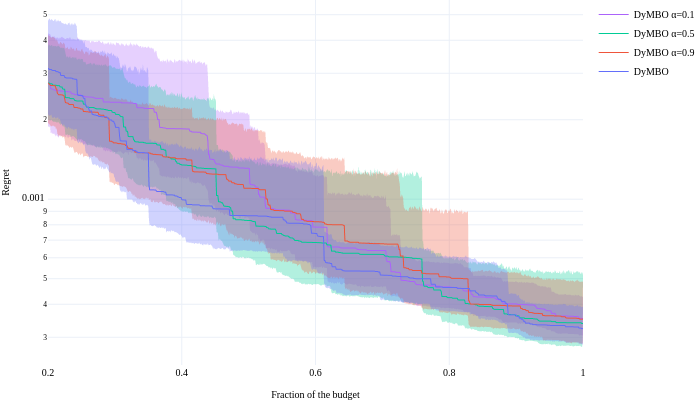 5
4
3
2
0.001
9
8
7
6
5
4
3
Regret
0.2
0.4
0.6
0.8
1
Fraction of the budget
DyMBO α=0.1
DyMBO α=0.5
DyMBO α=0.9
DyMBO